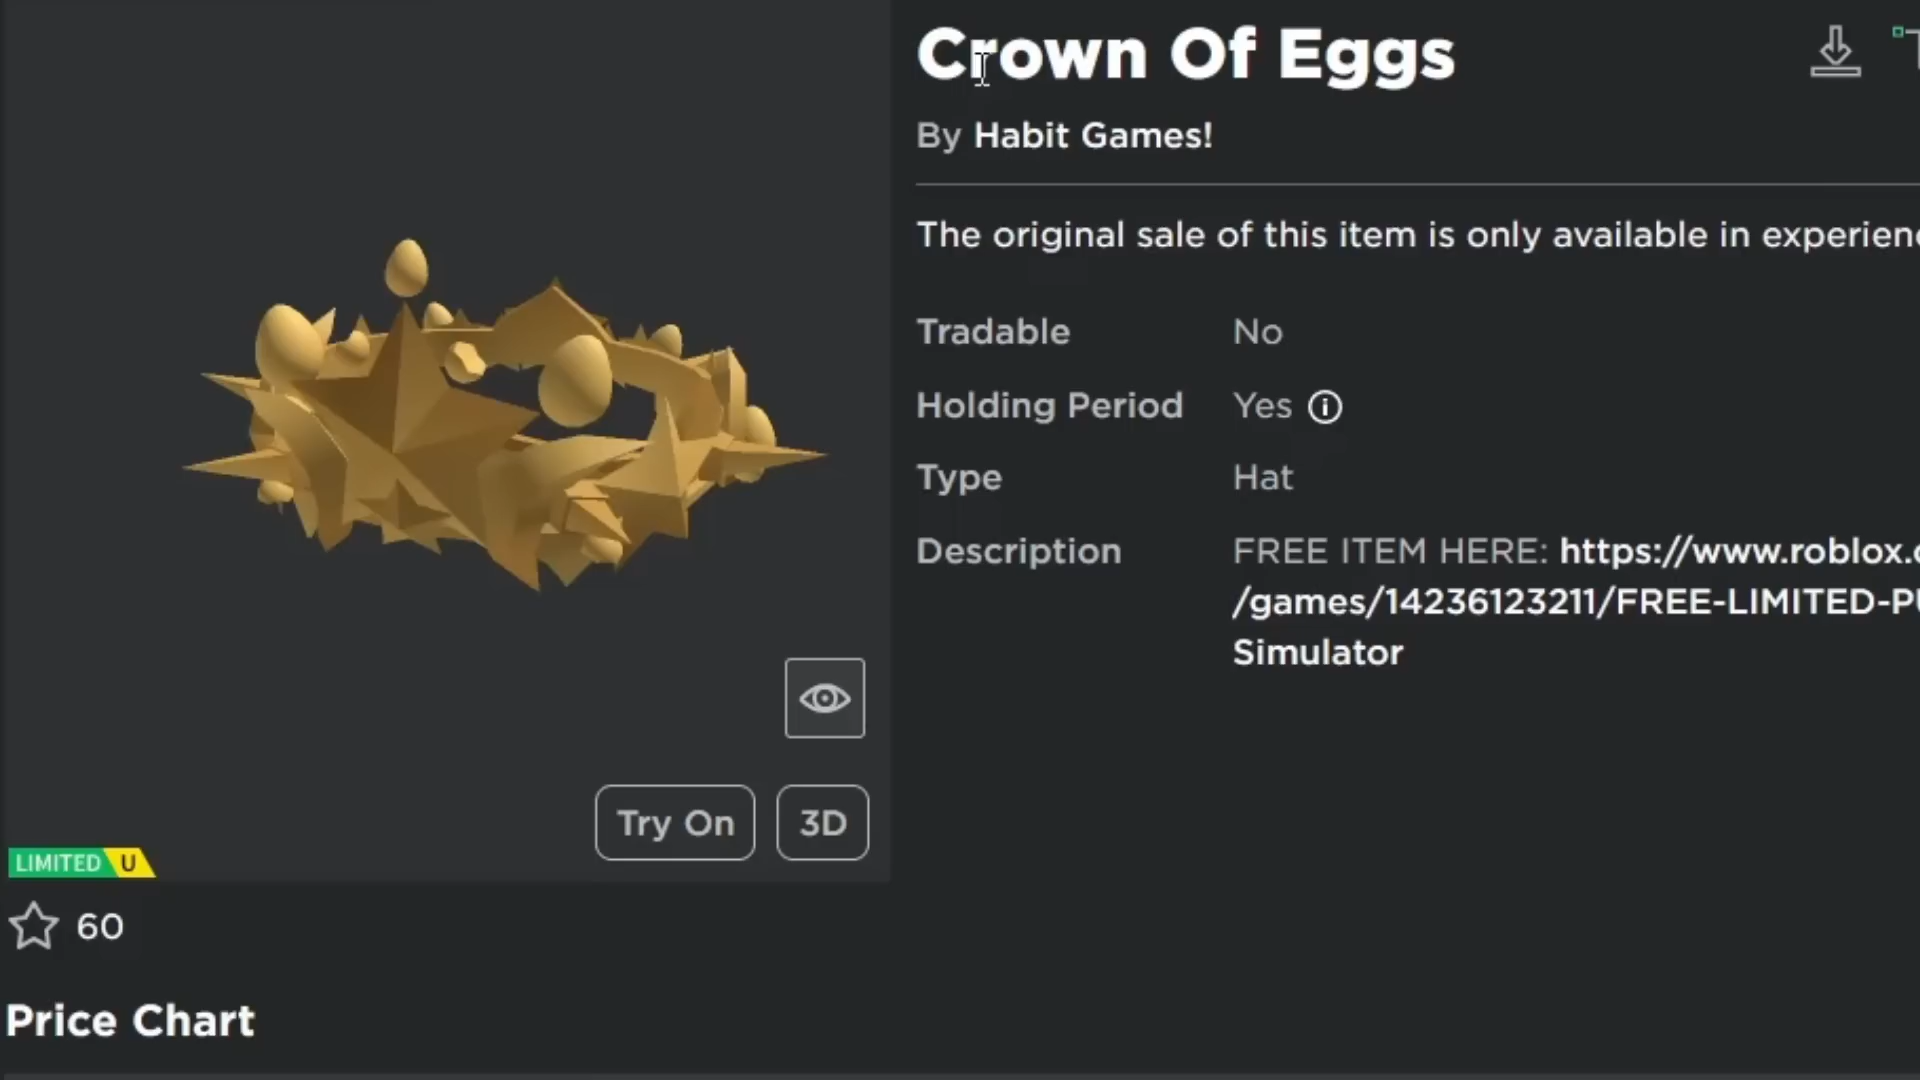 Crown Of Eggs
By Habit Games!
The original sale of this item is only available in
Tradable No
Holding Period Yes
Type Hat
Description FREE ITEM HERE: https://www.roblox.
/games/14236123211/FREE-LIMITED-
Simulator
Try On 3D
LIMITED U
60
Price Chart